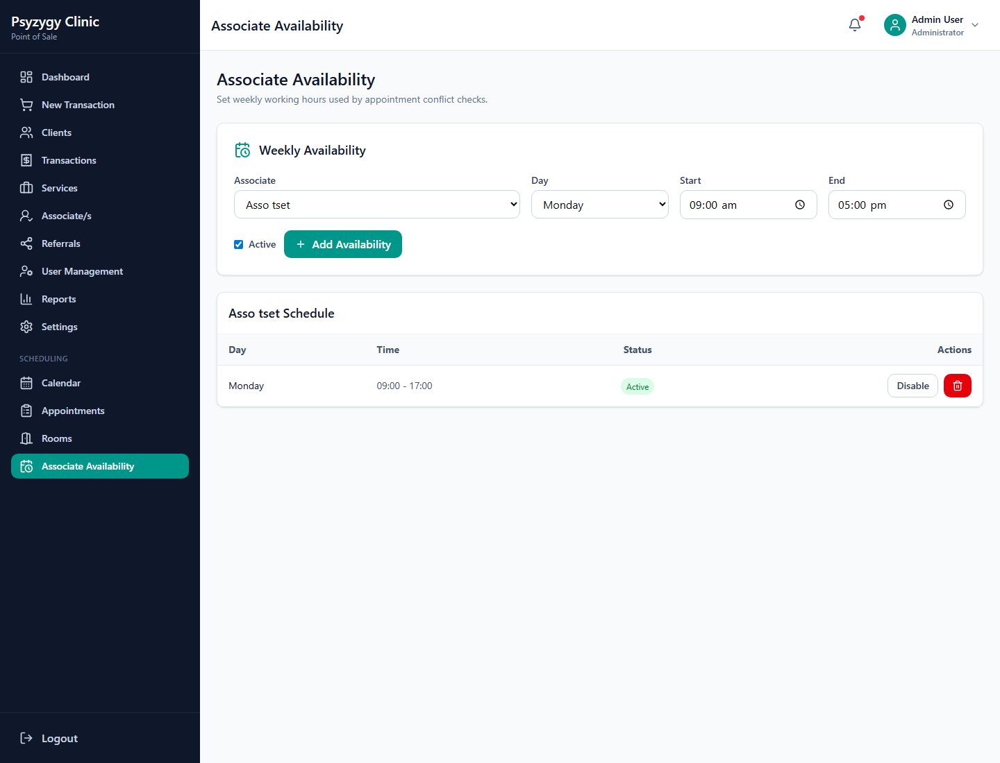 Psyzygy Clinic
Point of Sale
Dashboard
New Transaction
Clients
Transactions
Services
Associate/s
Referrals
User Management
Reports
Settings
SCHEDULING
Calendar
Appointments
Rooms
Associate Availability
Logout
Associate Availability
Admin User
Administrator
Associate Availability
Set weekly working hours used by appointment conflict checks.
Weekly Availability
Associate Day Start End
Asso tset Monday 09:00 am 05:00 pm
Active + Add Availability
Asso tset Schedule
Day Time Status Actions
Monday 09:00 - 17:00 Active Disable